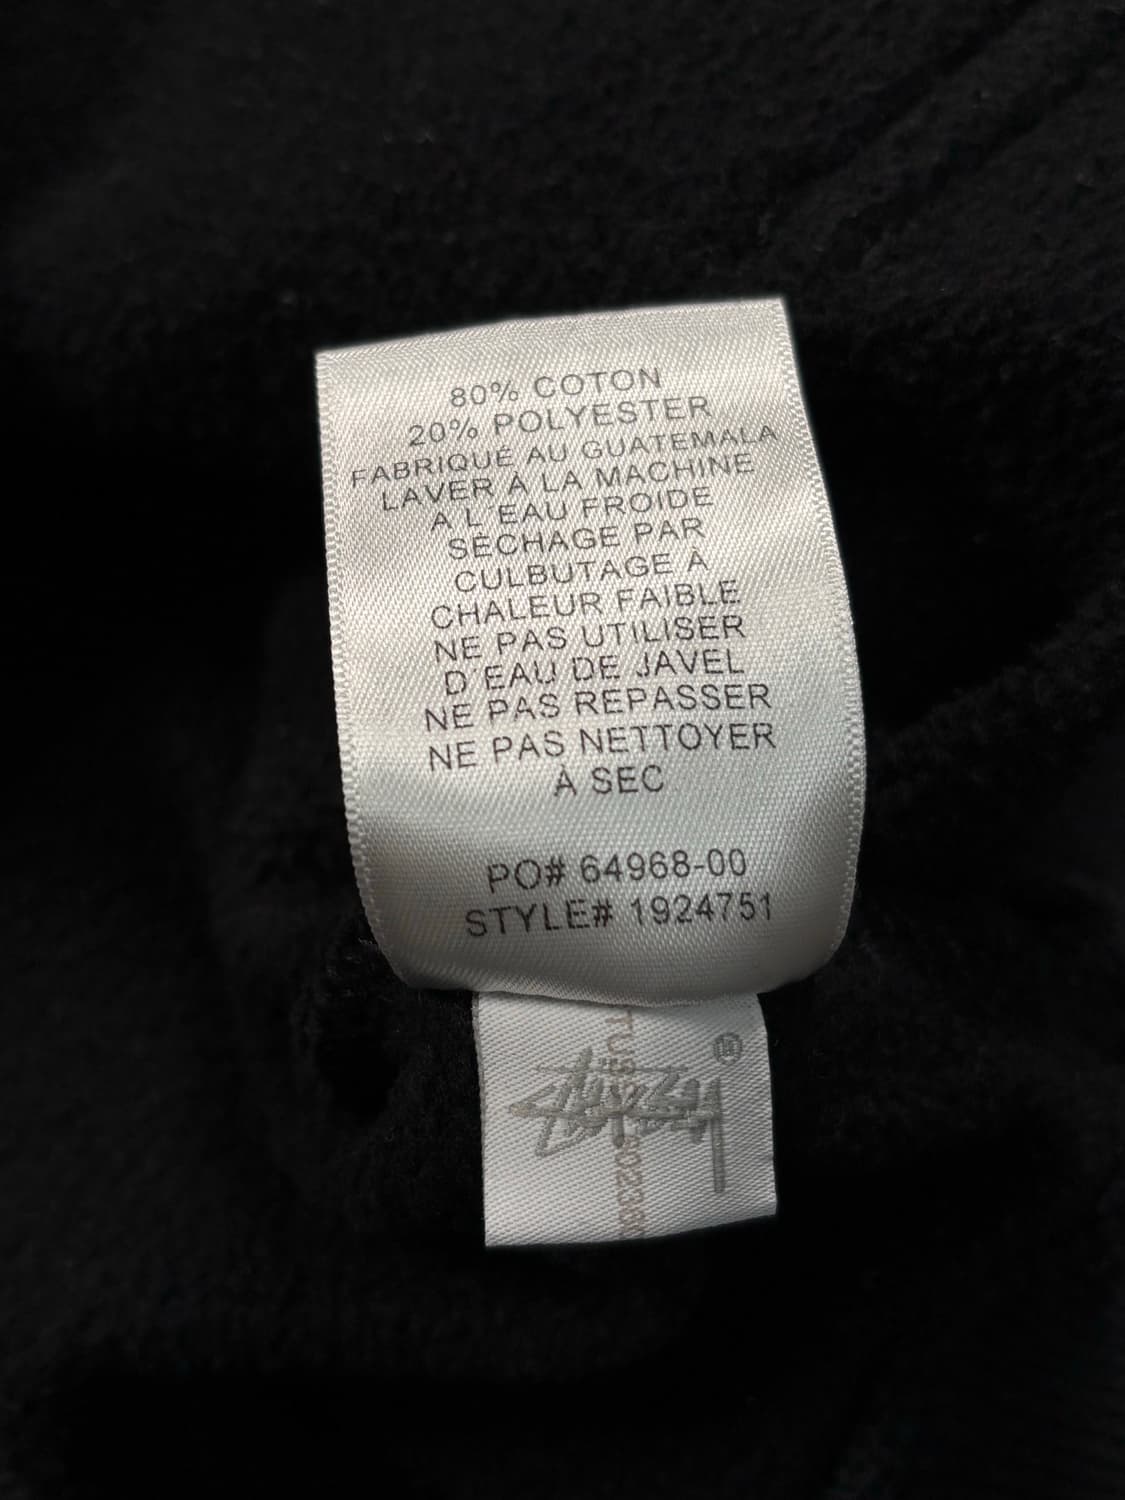 80% COTON
20% POLYESTER
FABRIQUÉ AU GUATEMALA
LAVER À LA MACHINE
A L'EAU FROIDE
SÉCHAGE PAR
CULBUTAGE À
CHALEUR FAIBLE
NE PAS UTILISER
D'EAU DE JAVEL
NE PAS REPASSER
NE PAS NETTOYER
À SEC
PO# 64968-00
STYLE# 1924751
Stüssy ®